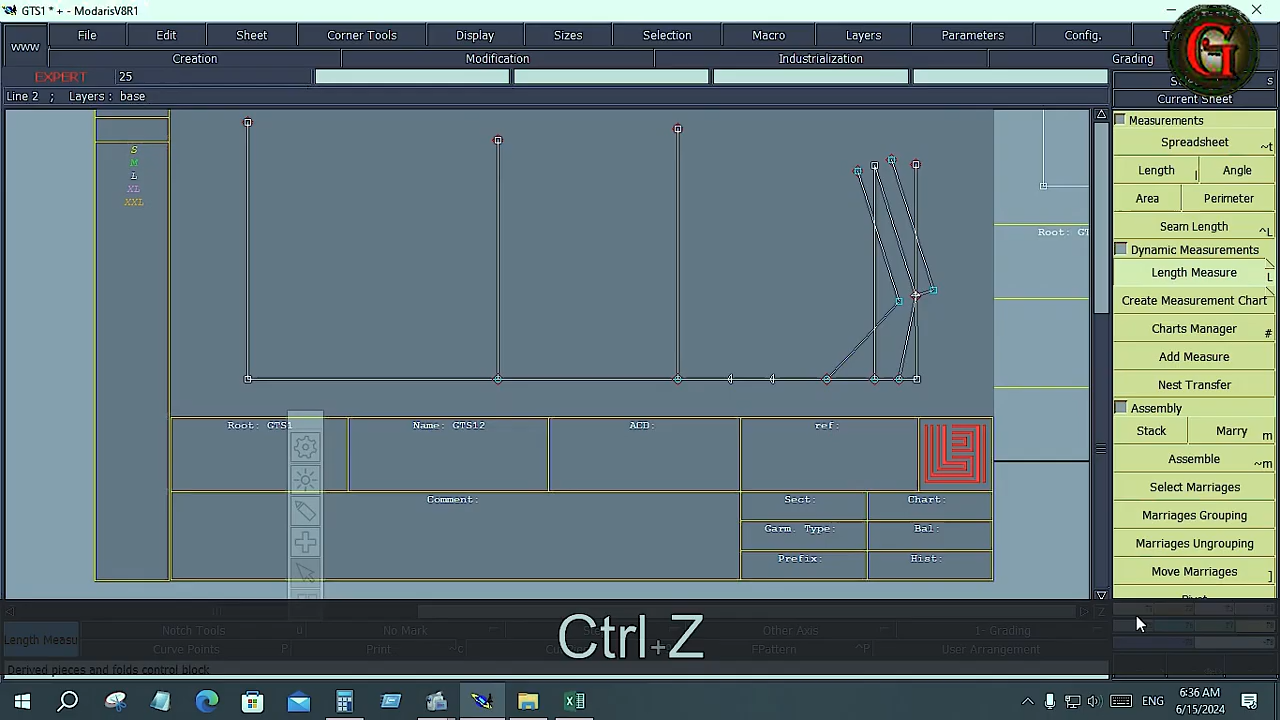 GTS1 * + - ModarisV8R1
www
File Edit Sheet Corner Tools Display Sizes Selection Macro Layers Parameters Config.
Creation Modification Industrialization Grading
EXPERT 25
Line 2 ; Layers : base
Current Sheet
Measurements
Spreadsheet ~t
Length l Angle
Area Perimeter
Seam Length ^L
Dynamic Measurements
Length Measure L
Create Measurement Chart
Charts Manager #
Add Measure
Nest Transfer
Assembly
Stack Marry m
Assemble ~m
Select Marriages
Marriages Grouping
Marriages Ungrouping
Move Marriages ]
S
M
L
XL
XXL
Root: GT
Root: GTS1 Name: GTS12 ACD: ref:
Comment: Sect: Chart:
Garm. Type: Bal:
Prefix: Hist:
Ctrl+Z
Length Measu Notch Tools u No Mark Other Axis 1- Grading
Curve Points P Print ~c FPattern ^P User Arrangement
Derived pieces and folds control block
ENG
6:36 AM
6/15/2024
G